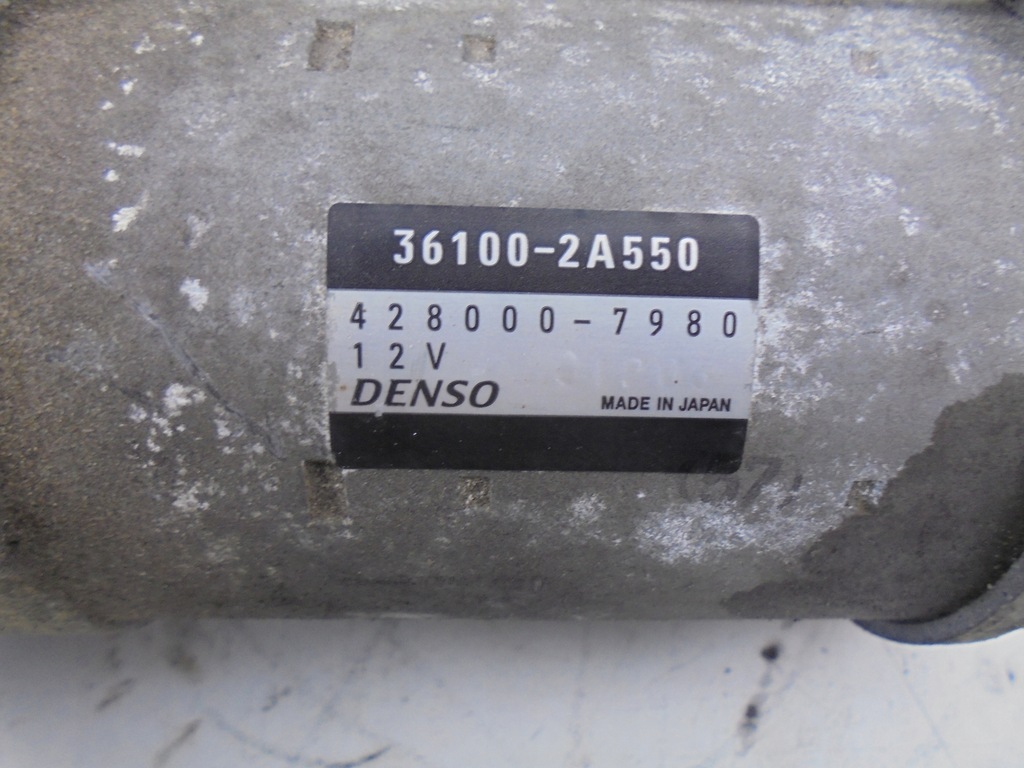 36100-2A550
428000-7980
12V
DENSO
MADE IN JAPAN